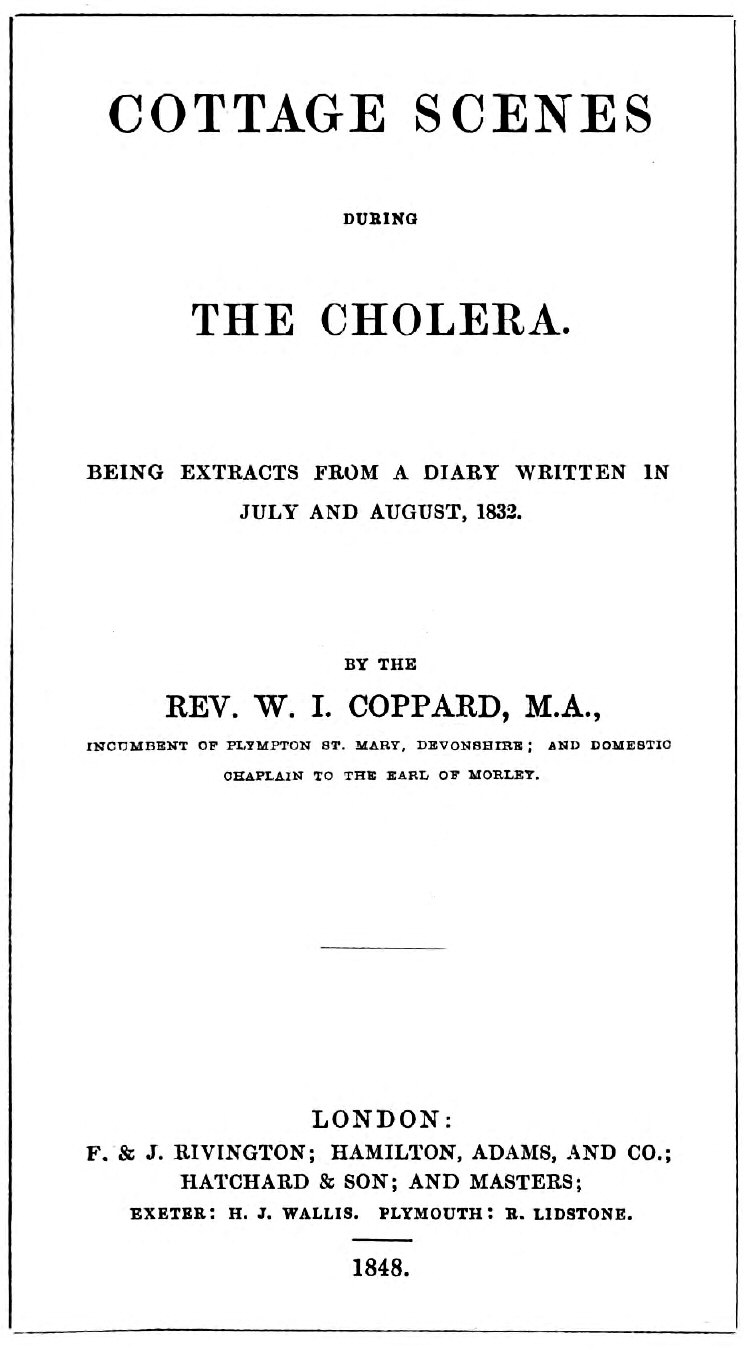 COTTAGE SCENES
DURING
THE CHOLERA.
BEING EXTRACTS FROM A DIARY WRITTEN IN
JULY AND AUGUST, 1832.
BY THE
REV. W. I. COPPARD, M.A.,
INCUMBENT OF PLYMPTON ST. MARY, DEVONSHIRE; AND DOMESTIC
CHAPLAIN TO THE EARL OF MORLEY.
LONDON:
F. & J. RIVINGTON; HAMILTON, ADAMS, AND CO.;
HATCHARD & SON; AND MASTERS;
EXETER: H. J. WALLIS. PLYMOUTH: R. LIDSTONE.
1848.